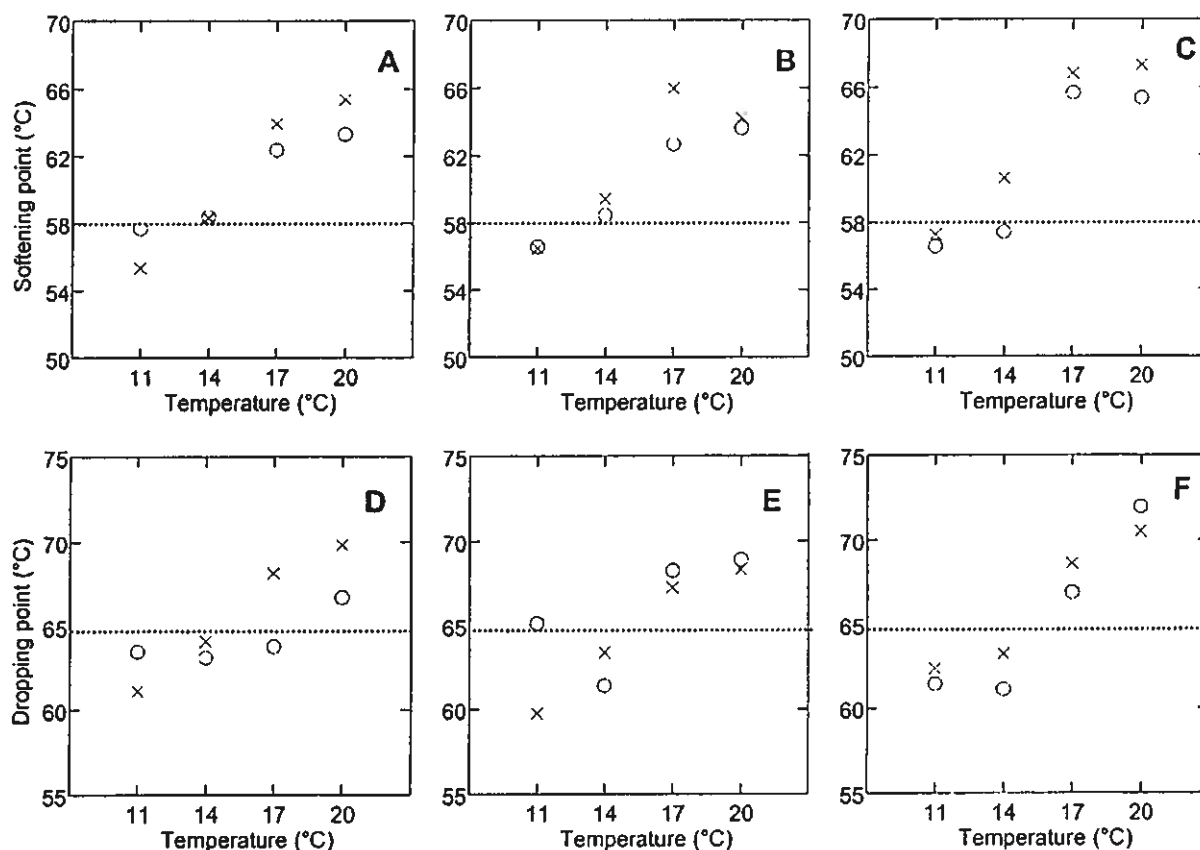 70 70 70
A B C
66 66 66
62 62 62
58 58 58
54 54 54
50 50 50
Softening point (°C)
11 14 17 20 11 14 17 20 11 14 17 20
Temperature (°C) Temperature (°C) Temperature (°C)
75 75 75
D E F
70 70 70
65 65 65
60 60 60
55 55 55
Dropping point (°C)
11 14 17 20 11 14 17 20 11 14 17 20
Temperature (°C) Temperature (°C) Temperature (°C)